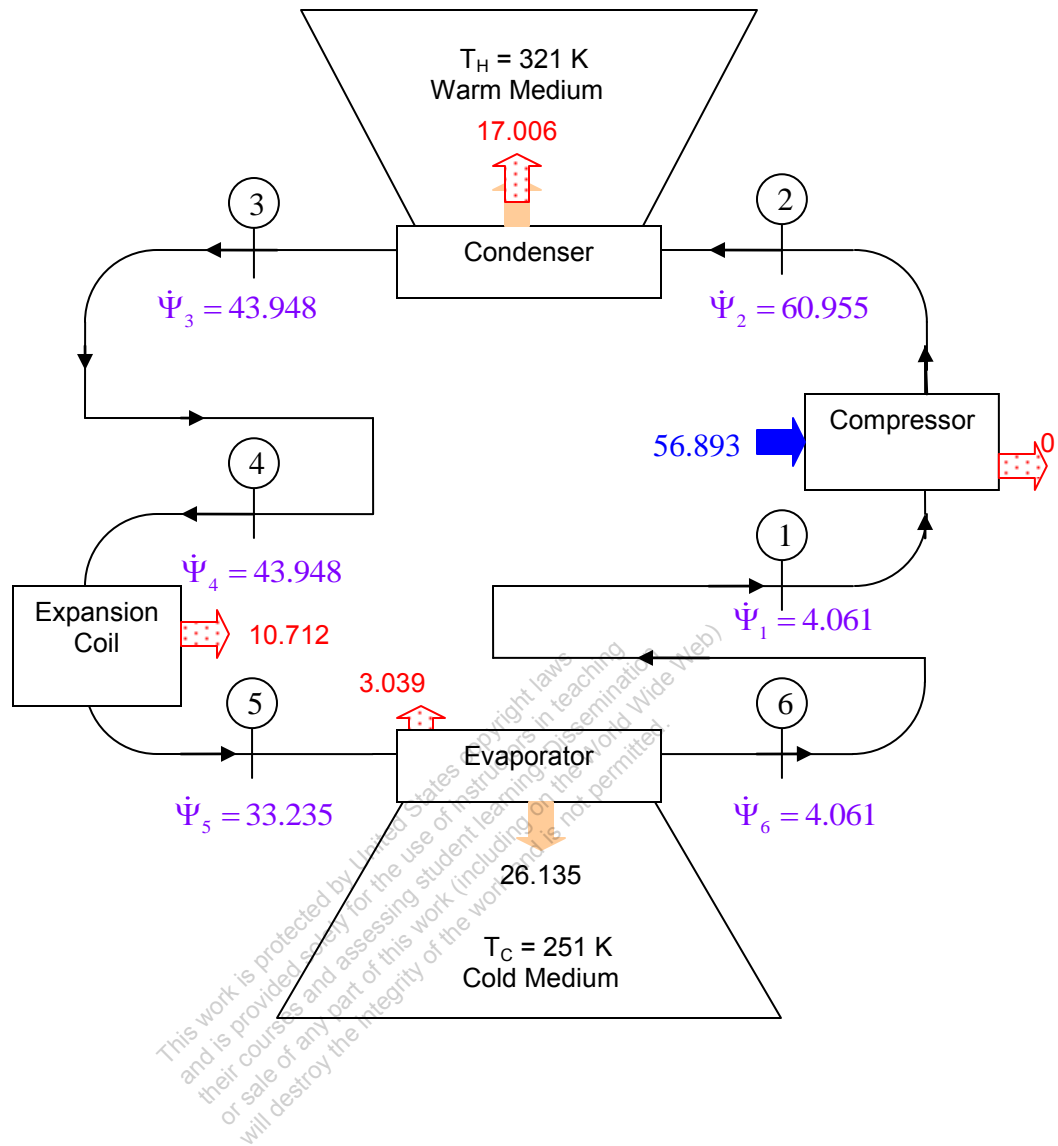 T_H = 321 K
Warm Medium
17.006
3
2
Condenser
Ψ̇₃ = 43.948
Ψ̇₂ = 60.955
Compressor
56.893
0
4
1
Ψ̇₄ = 43.948
Ψ̇₁ = 4.061
Expansion
Coil
10.712
3.039
5
6
Evaporator
Ψ̇₅ = 33.235
Ψ̇₆ = 4.061
26.135
T_C = 251 K
Cold Medium
This work is protected by United States copyright laws
and is provided solely for the use of instructors in teaching
their courses and assessing student learning. Dissemination
or sale of any part of this work (including on the World Wide Web)
will destroy the integrity of the work and is not permitted.